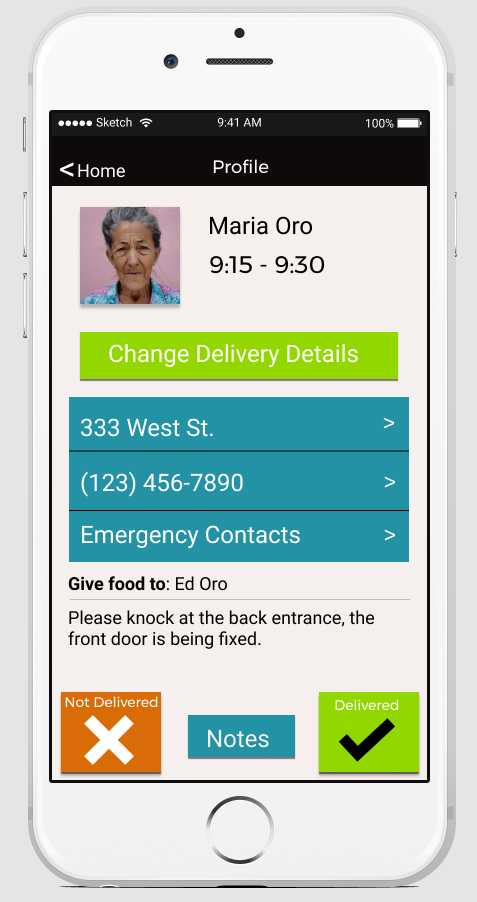 ●●●●● Sketch 9:41 AM 100%
< Home Profile
Maria Oro
9:15 - 9:30
Change Delivery Details
333 West St. >
(123) 456-7890 >
Emergency Contacts >
Give food to: Ed Oro
Please knock at the back entrance, the
front door is being fixed.
Not Delivered Notes Delivered